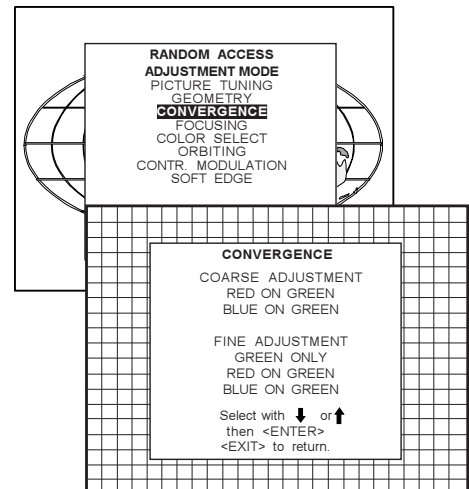 RANDOM ACCESS
ADJUSTMENT MODE
PICTURE TUNING
GEOMETRY
CONVERGENCE
FOCUSING
COLOR SELECT
ORBITING
CONTR. MODULATION
SOFT EDGE
CONVERGENCE
COARSE ADJUSTMENT
RED ON GREEN
BLUE ON GREEN
FINE ADJUSTMENT
GREEN ONLY
RED ON GREEN
BLUE ON GREEN
Select with ⬇ or ⬆
then <ENTER>
<EXIT> to return.